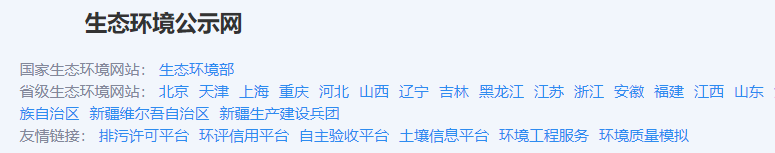 生态环境公示网
国家生态环境网站： 生态环境部
省级生态环境网站： 北京 天津 上海 重庆 河北 山西 辽宁 吉林 黑龙江 江苏 浙江 安徽 福建 江西 山东
族自治区 新疆维尔吾自治区 新疆生产建设兵团
友情链接： 排污许可平台 环评信用平台 自主验收平台 土壤信息平台 环境工程服务 环境质量模拟